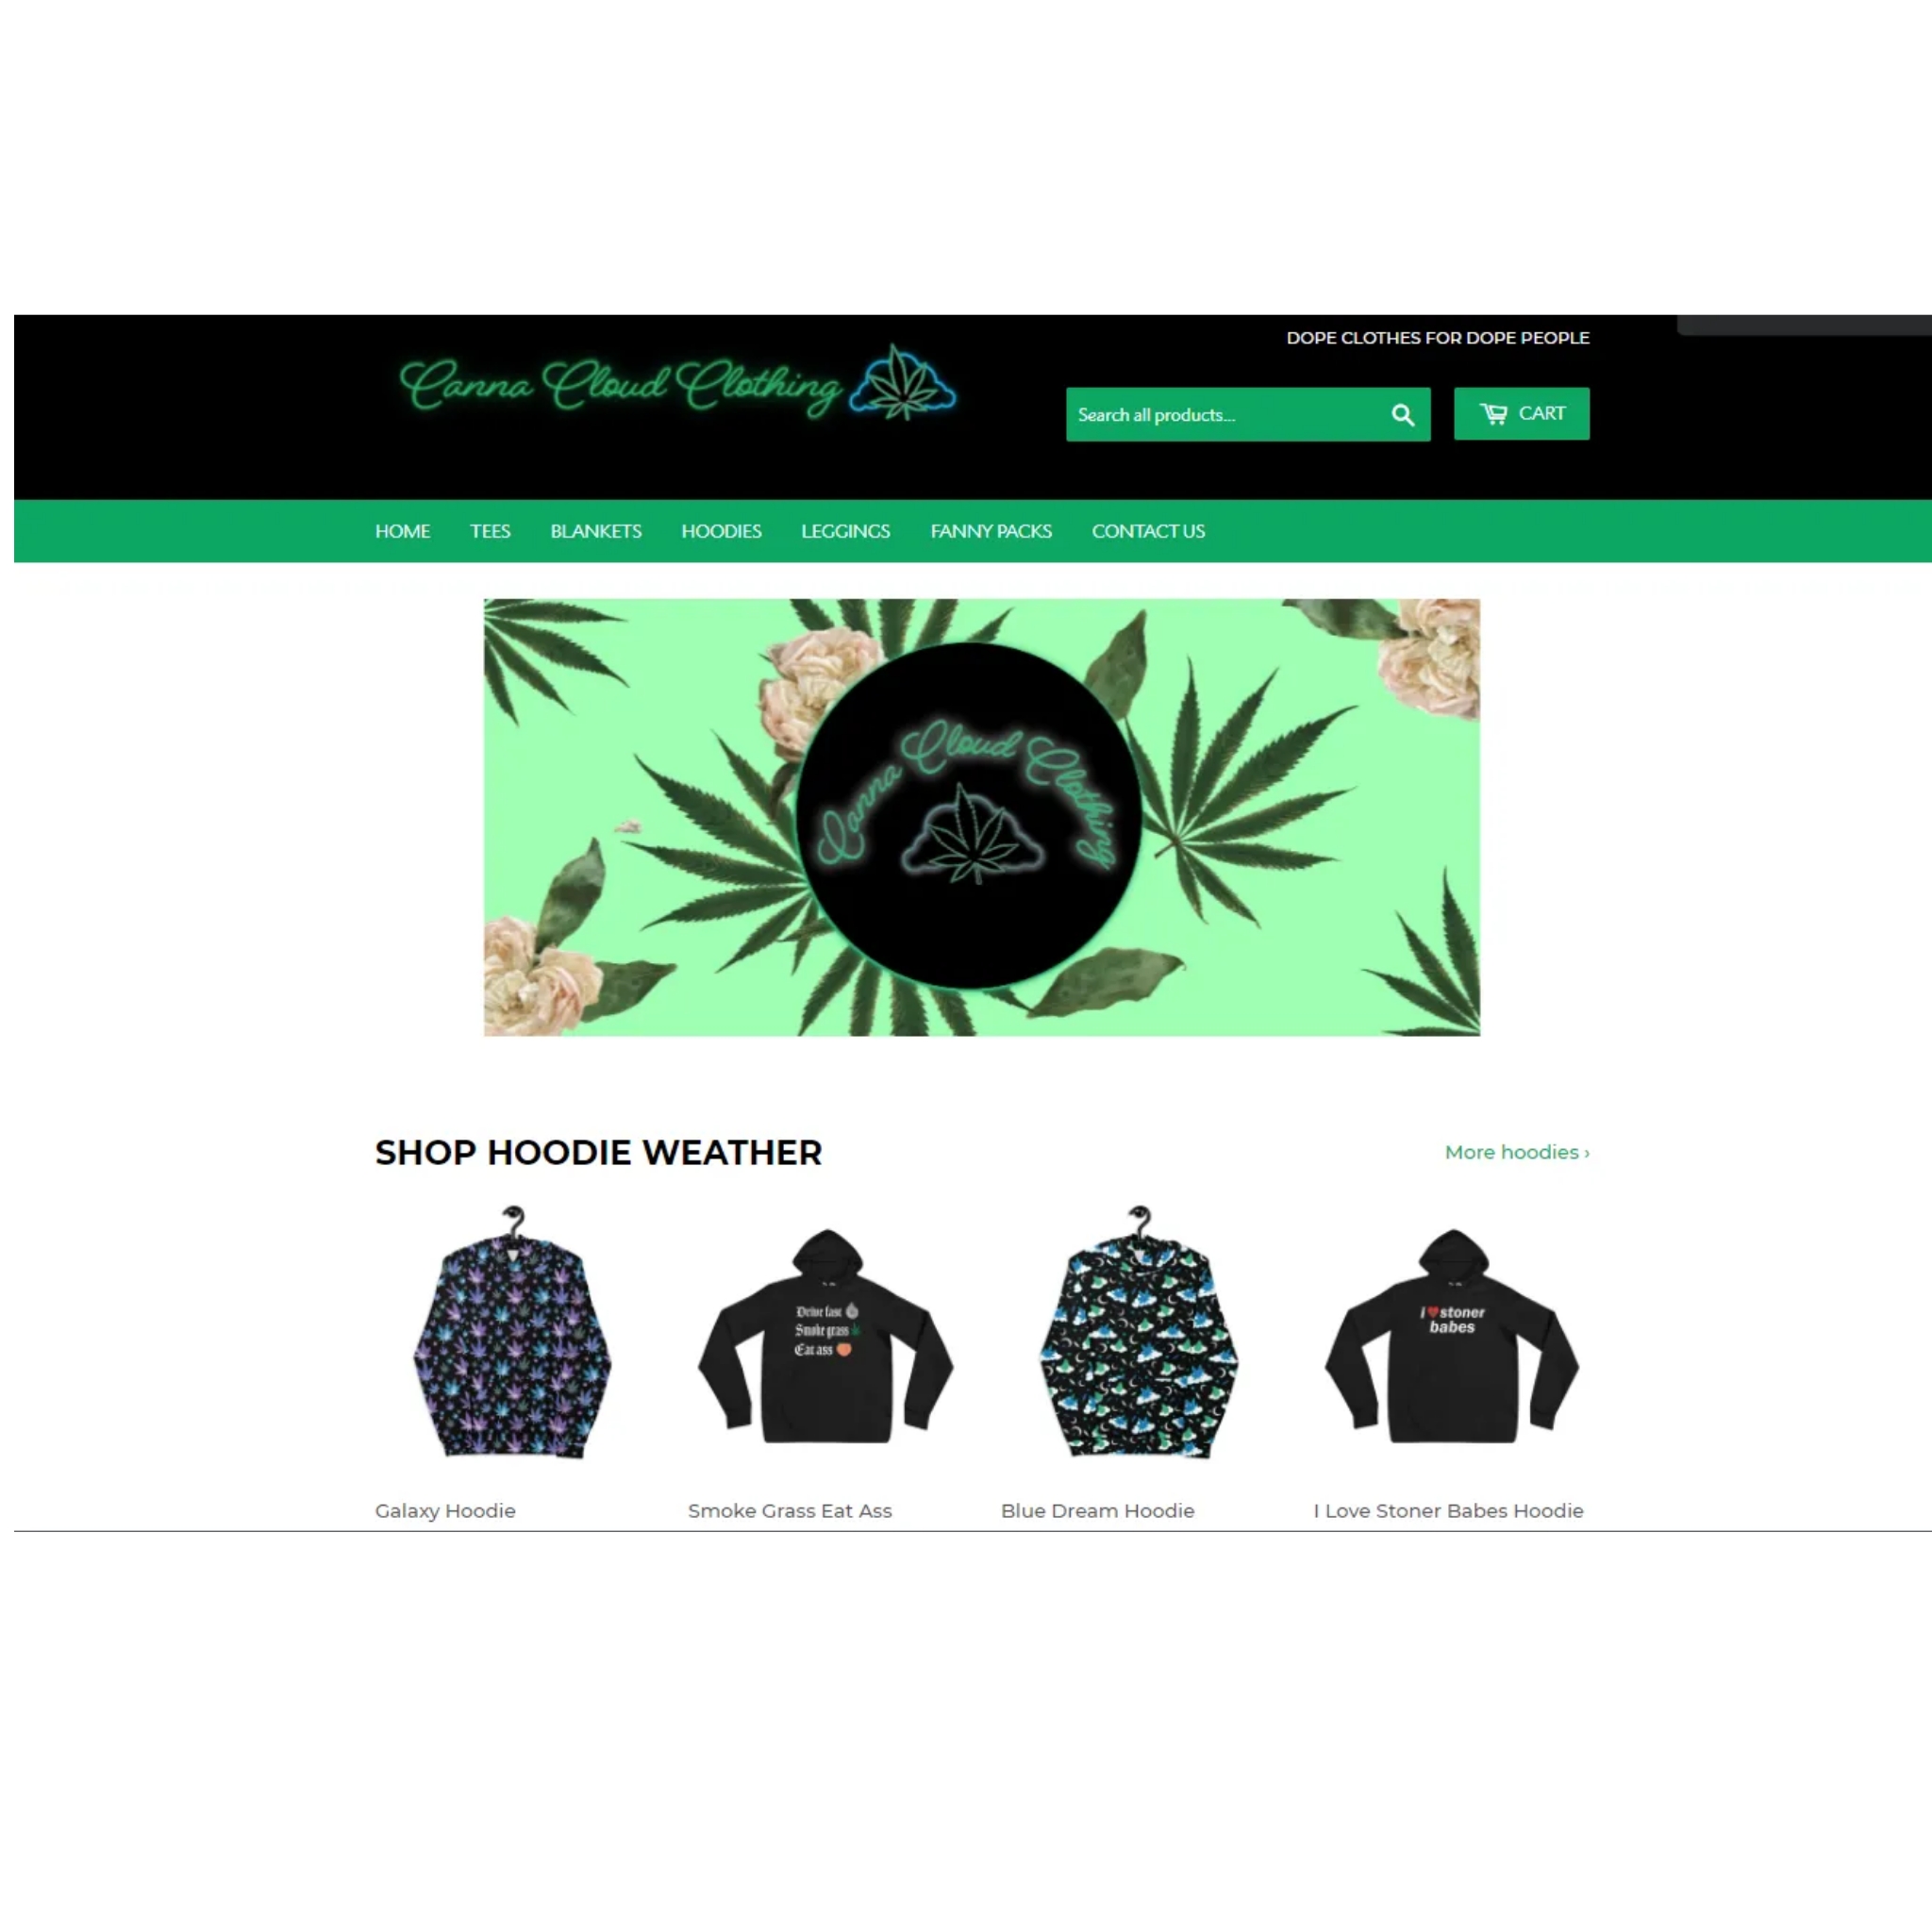 DOPE CLOTHES FOR DOPE PEOPLE
Canna Cloud Clothing
Search all products...
CART
HOME TEES BLANKETS HOODIES LEGGINGS FANNY PACKS CONTACT US
Canna Cloud Clothing
SHOP HOODIE WEATHER
More hoodies ›
Drive fast
Smoke grass
Eat ass
i ❤ stoner
babes
Galaxy Hoodie
Smoke Grass Eat Ass
Blue Dream Hoodie
I Love Stoner Babes Hoodie